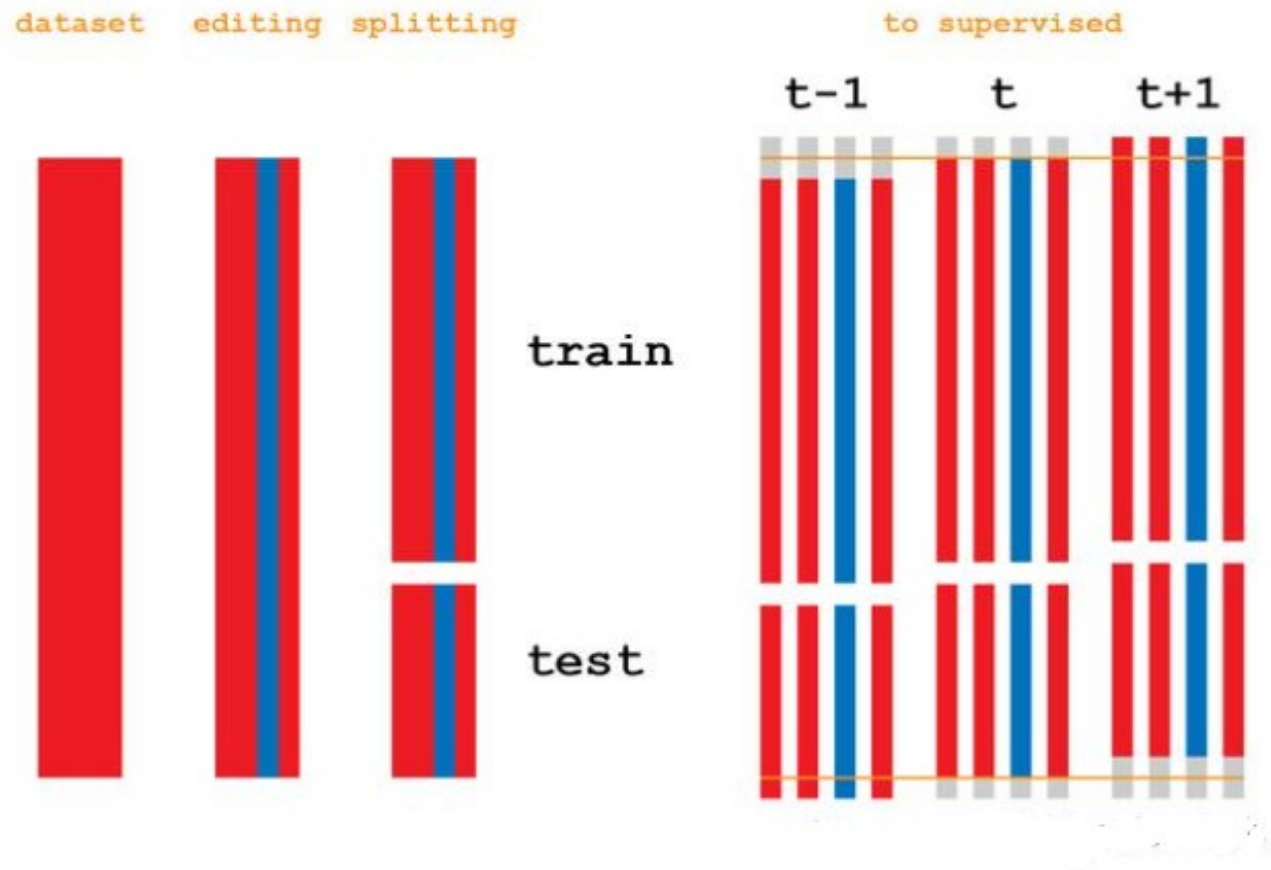 dataset editing splitting to supervised
t-1 t t+1
train
test